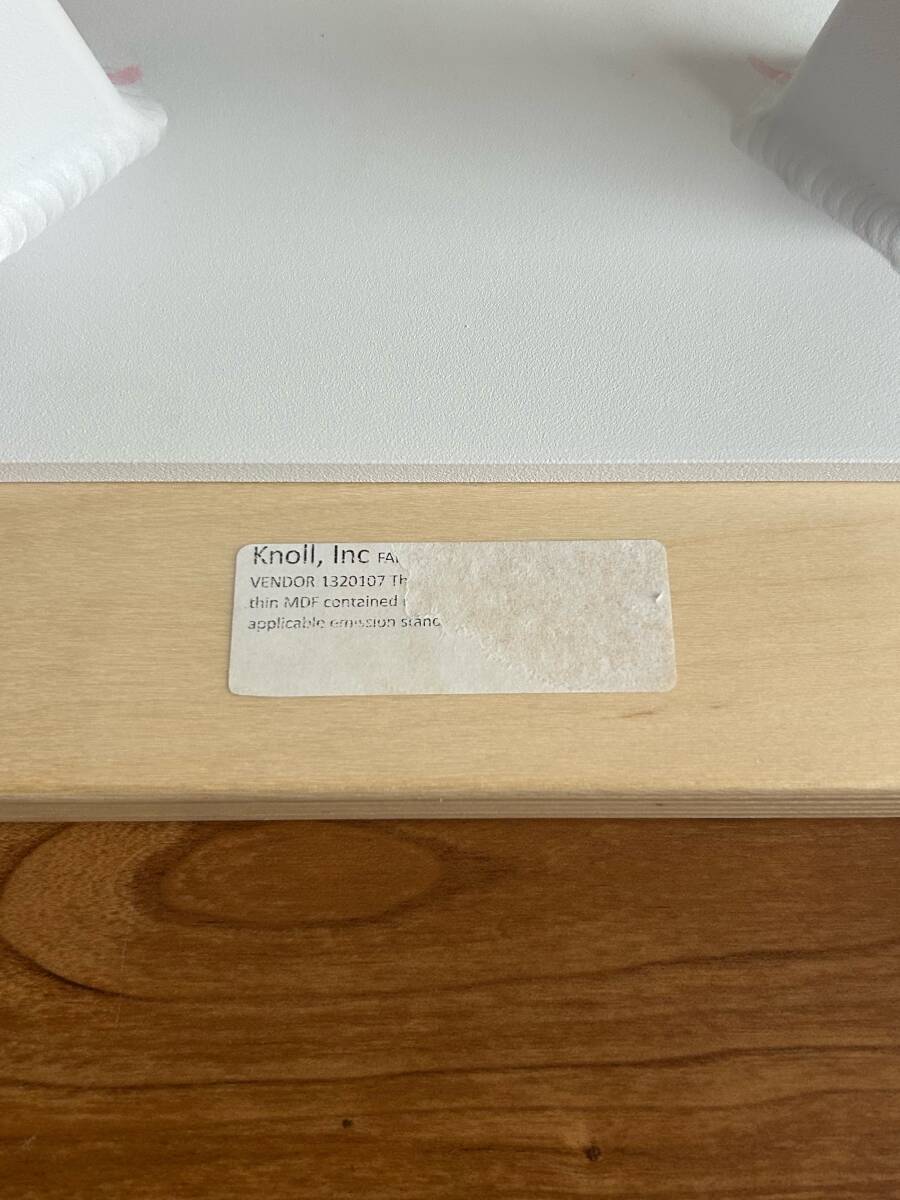 Knoll, Inc
VENDOR 1320107
thin MDF contained
applicable emission